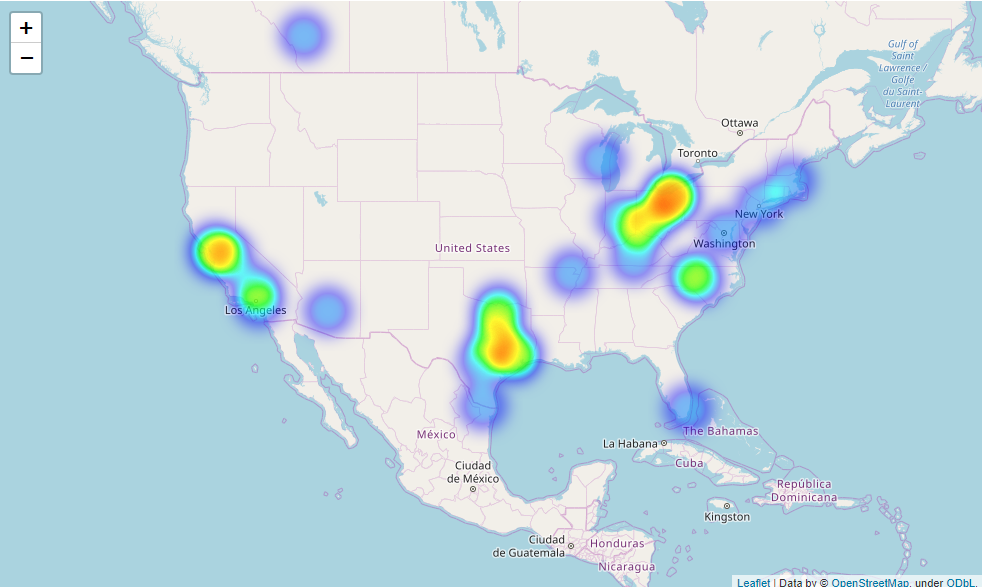 +
−
Gulf of
Saint
Lawrence /
Golfe
du Saint-
Laurent
Ottawa
Toronto
New York
Washington
United States
Los Angeles
The Bahamas
México
La Habana
Cuba
Ciudad
de México
República
Dominicana
Kingston
Ciudad
de Guatemala
Honduras
Nicaragua
Leaflet | Data by © OpenStreetMap, under ODbL.